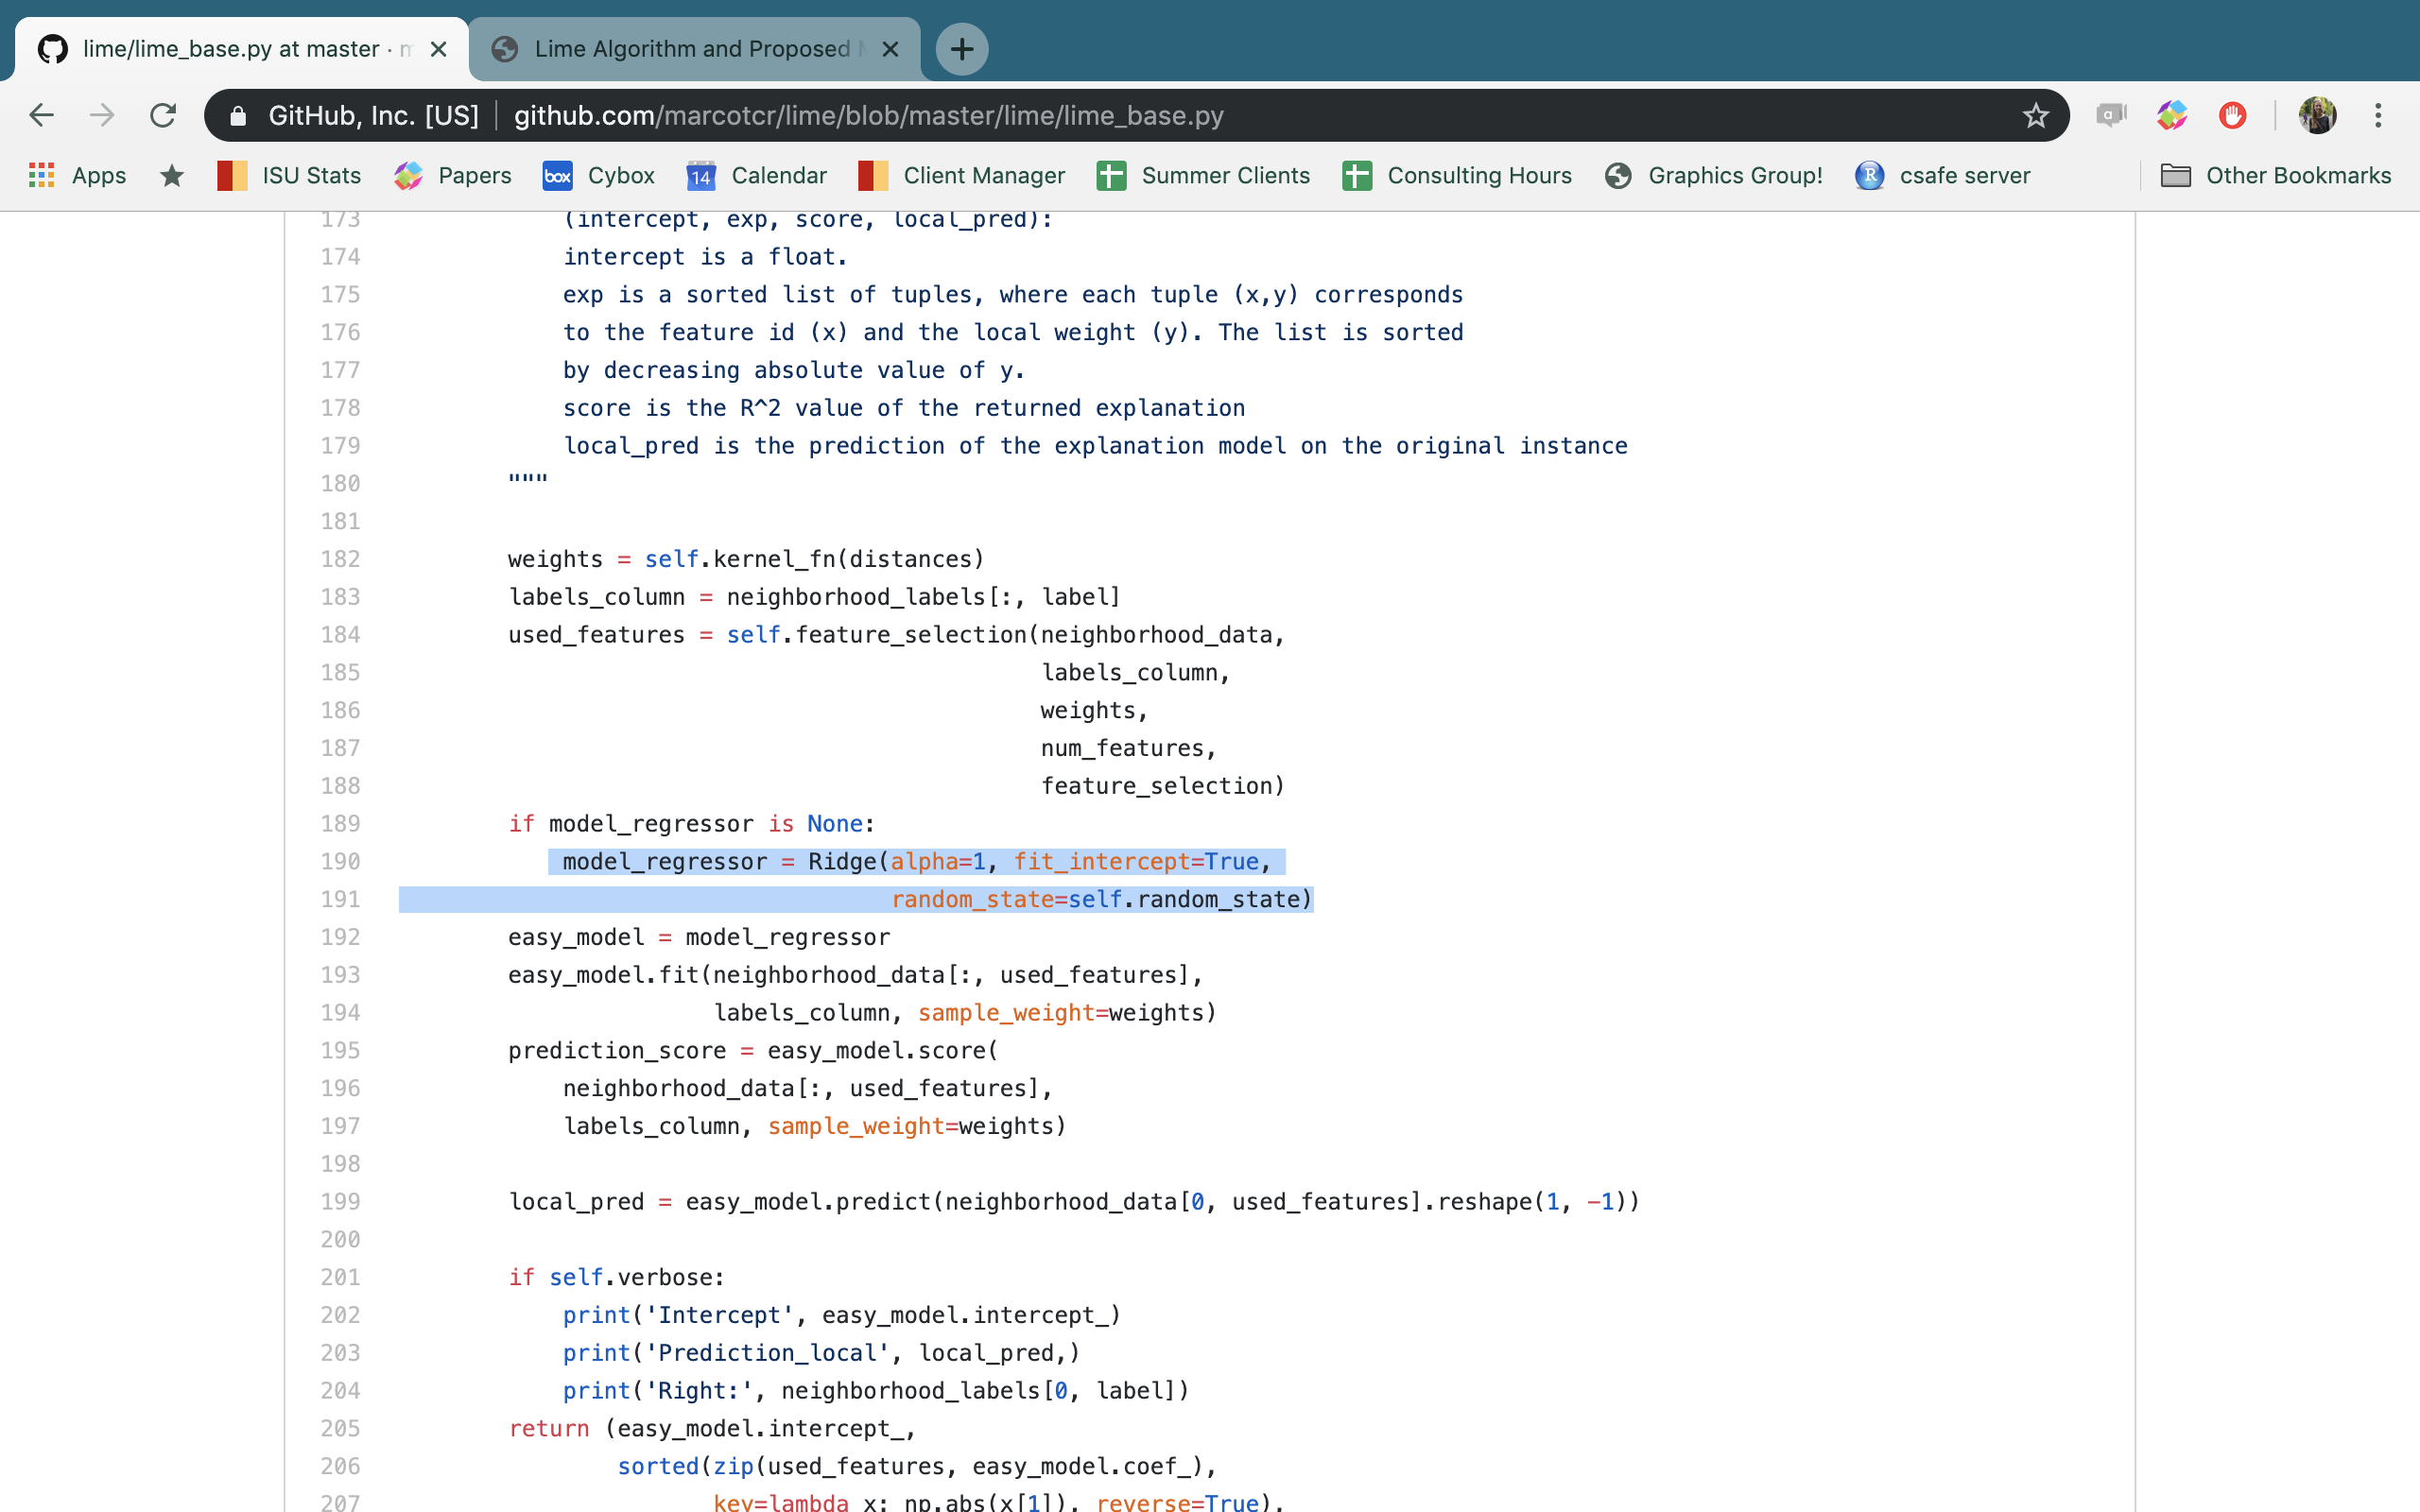 lime/lime_base.py at master · m
Lime Algorithm and Proposed M
GitHub, Inc. [US] github.com/marcotcr/lime/blob/master/lime/lime_base.py
Apps ISU Stats Papers box Cybox 14 Calendar Client Manager Summer Clients Consulting Hours Graphics Group! R csafe server Other Bookmarks
173 (intercept, exp, score, local_pred):
174 intercept is a float.
175 exp is a sorted list of tuples, where each tuple (x,y) corresponds
176 to the feature id (x) and the local weight (y). The list is sorted
177 by decreasing absolute value of y.
178 score is the R^2 value of the returned explanation
179 local_pred is the prediction of the explanation model on the original instance
180 """
181
182 weights = self.kernel_fn(distances)
183 labels_column = neighborhood_labels[:, label]
184 used_features = self.feature_selection(neighborhood_data,
185 labels_column,
186 weights,
187 num_features,
188 feature_selection)
189 if model_regressor is None:
190 model_regressor = Ridge(alpha=1, fit_intercept=True,
191 random_state=self.random_state)
192 easy_model = model_regressor
193 easy_model.fit(neighborhood_data[:, used_features],
194 labels_column, sample_weight=weights)
195 prediction_score = easy_model.score(
196 neighborhood_data[:, used_features],
197 labels_column, sample_weight=weights)
198
199 local_pred = easy_model.predict(neighborhood_data[0, used_features].reshape(1, -1))
200
201 if self.verbose:
202 print('Intercept', easy_model.intercept_)
203 print('Prediction_local', local_pred,)
204 print('Right:', neighborhood_labels[0, label])
205 return (easy_model.intercept_,
206 sorted(zip(used_features, easy_model.coef_),
207 key=lambda x: np.abs(x[1]), reverse=True),